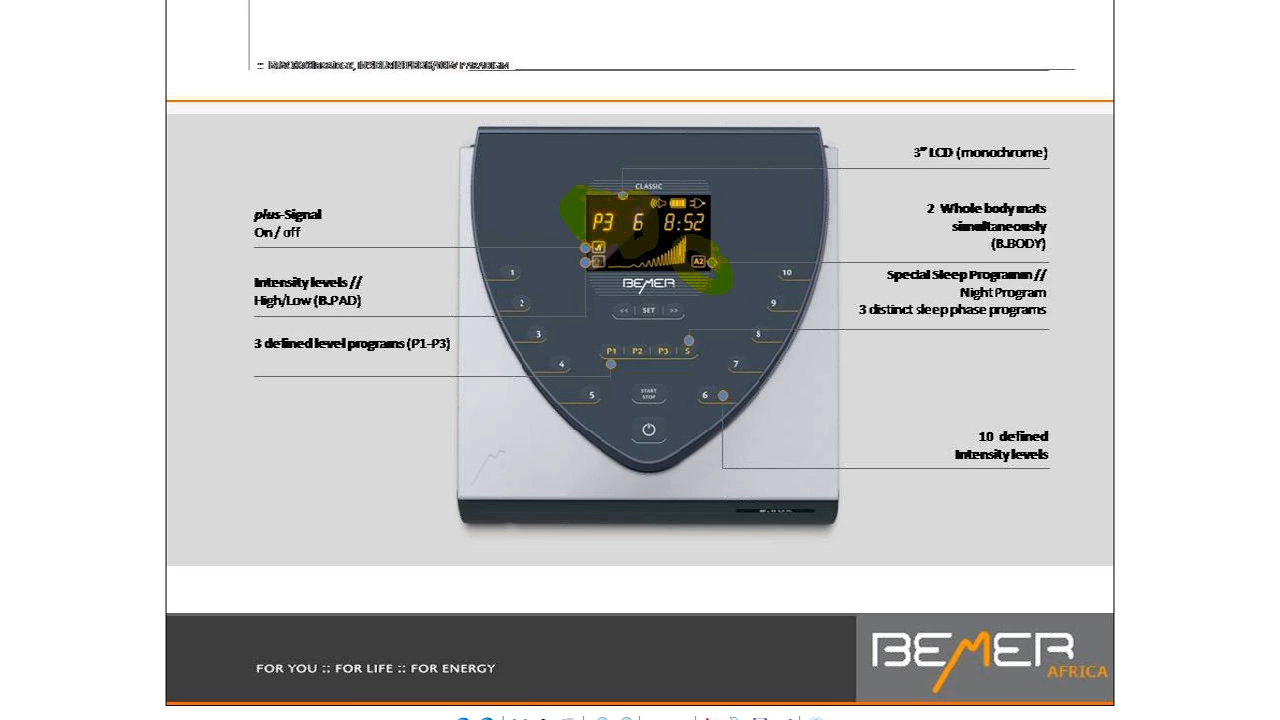 3” LCD (monochrome)
plus-Signal
On / off
Intensity levels //
High/Low (B.PAD)
3 defined level programs (P1-P3)
2 Whole body mats
simultaneously
(B.BODY)
Special Sleep Programm //
Night Program
3 distinct sleep phase programs
10 defined
Intensity levels
CLASSIC
P3 6 8:52
A2
BEMER
<< SET >>
P1 P2 P3 S
1
2
3
4
5
10
9
8
7
6
START
STOP
FOR YOU :: FOR LIFE :: FOR ENERGY
BEMER
AFRICA